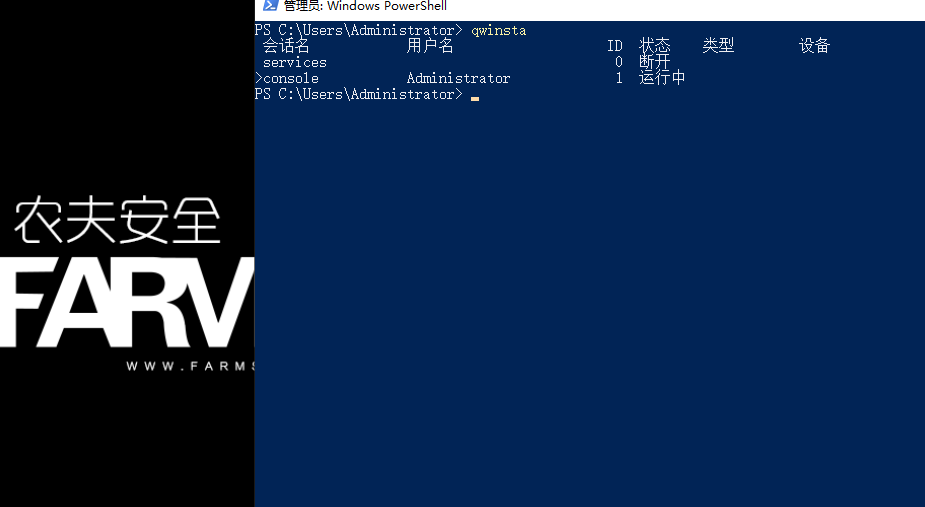 管理员: Windows PowerShell
PS C:\Users\Administrator> qwinsta
会话名 用户名 ID 状态 类型 设备
services 0 断开
>console Administrator 1 运行中
PS C:\Users\Administrator>
农夫安全
FARM
WWW.FARMS